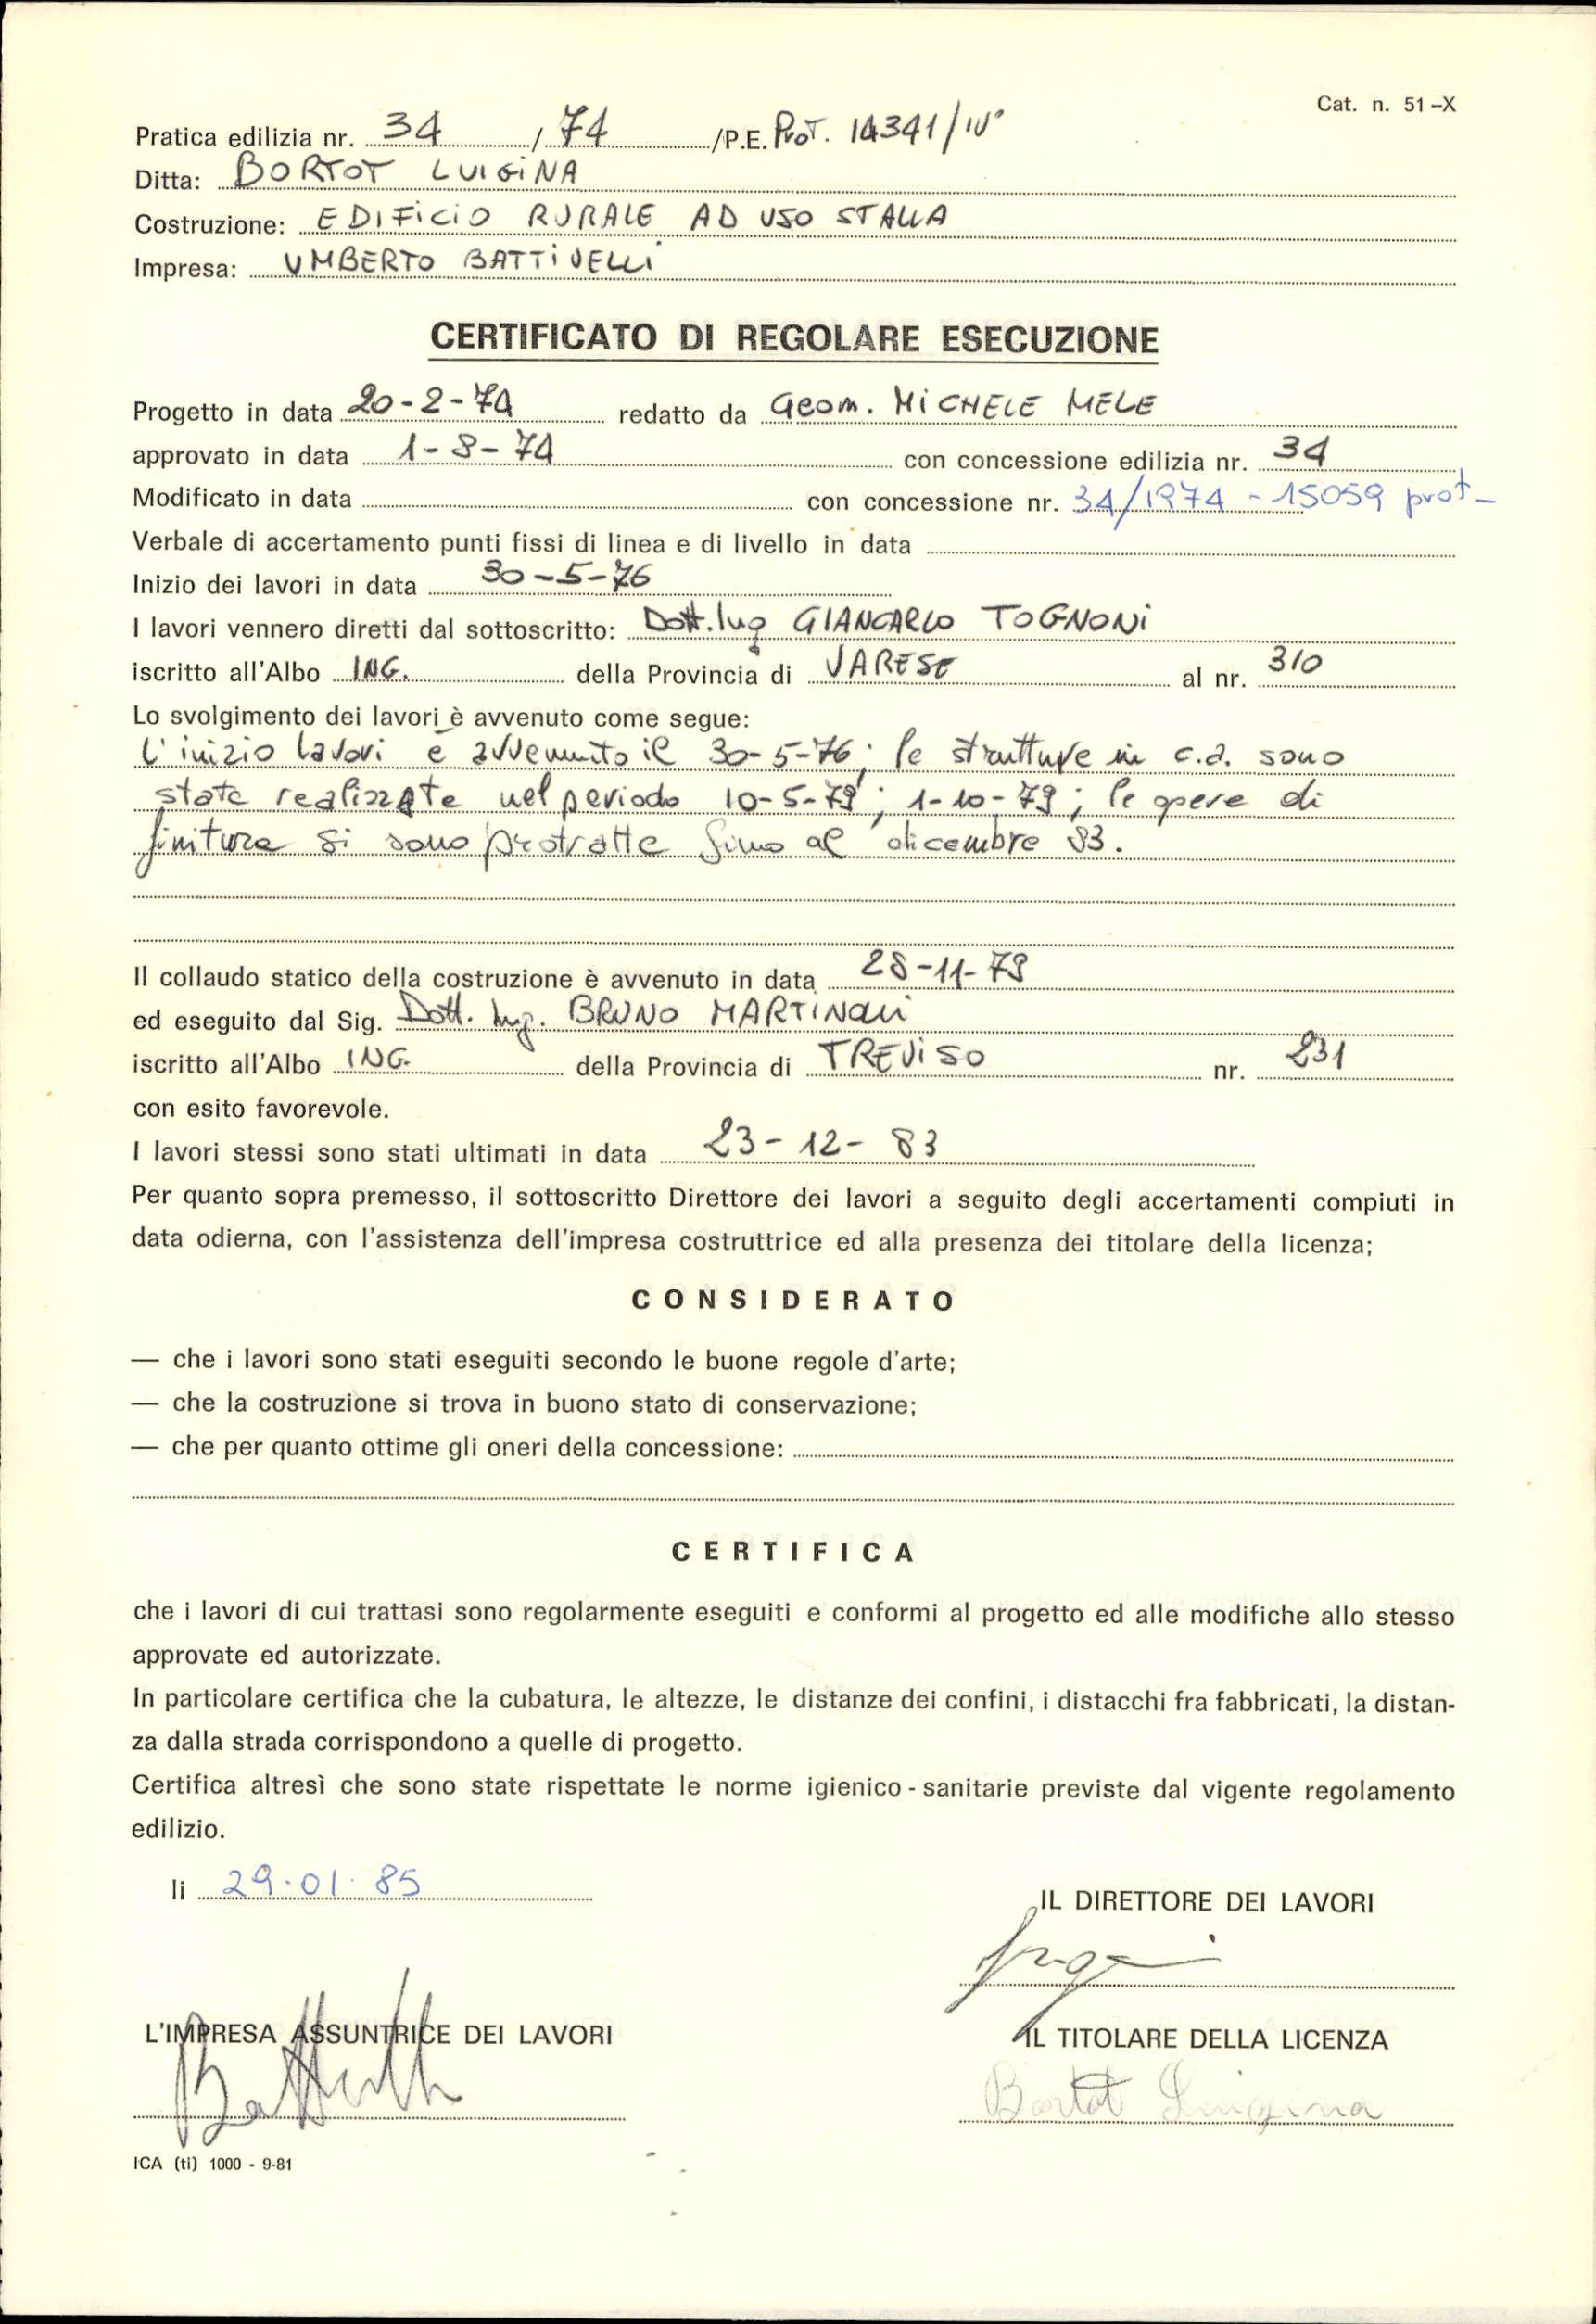 Cat. n. 51-X
Pratica edilizia nr. 34 / 74 /P.E. Prot. 14341/IV°
Ditta: BORTOT LUIGINA
Costruzione: EDIFICIO RURALE AD USO STALLA
Impresa: UMBERTO BATTIVELLI
CERTIFICATO DI REGOLARE ESECUZIONE
Progetto in data 20-2-74 redatto da Geom. MICHELE MELE
approvato in data 1-8-74 con concessione edilizia nr. 34
Modificato in data con concessione nr. 34/1974 - 15059 prot-
Verbale di accertamento punti fissi di linea e di livello in data
Inizio dei lavori in data 30-5-76
I lavori vennero diretti dal sottoscritto: Dott. Ing GIANCARLO TOGNONI
iscritto all'Albo ING. della Provincia di VARESE al nr. 310
Lo svolgimento dei lavori è avvenuto come segue:
L'inizio lavori è avvenuto il 30-5-76; le strutture in c.a. sono
state realizzate nel periodo 10-5-79; 1-10-79; le opere di
finitura si sono protratte fino al dicembre 83.
Il collaudo statico della costruzione è avvenuto in data 28-11-79
ed eseguito dal Sig. Dott. Ing. BRUNO MARTINOLLI
iscritto all'Albo ING. della Provincia di TREVISO nr. 231
con esito favorevole.
I lavori stessi sono stati ultimati in data 23-12-83
Per quanto sopra premesso, il sottoscritto Direttore dei lavori a seguito degli accertamenti compiuti in
data odierna, con l'assistenza dell'impresa costruttrice ed alla presenza dei titolare della licenza;
CONSIDERATO
— che i lavori sono stati eseguiti secondo le buone regole d'arte;
— che la costruzione si trova in buono stato di conservazione;
— che per quanto ottime gli oneri della concessione:
CERTIFICA
che i lavori di cui trattasi sono regolarmente eseguiti e conformi al progetto ed alle modifiche allo stesso
approvate ed autorizzate.
In particolare certifica che la cubatura, le altezze, le distanze dei confini, i distacchi fra fabbricati, la distan-
za dalla strada corrispondono a quelle di progetto.
Certifica altresì che sono state rispettate le norme igienico-sanitarie previste dal vigente regolamento
edilizio.
li 29.01.85
IL DIRETTORE DEI LAVORI
L'IMPRESA ASSUNTRICE DEI LAVORI
IL TITOLARE DELLA LICENZA
Bortot Luigina
ICA (ti) 1000 - 9-81